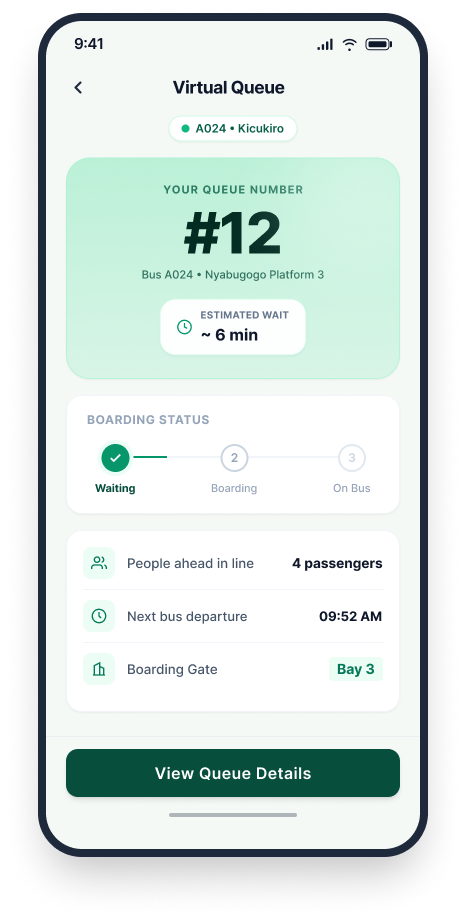 9:41
Virtual Queue
A024 • Kicukiro
YOUR QUEUE NUMBER
#12
Bus A024 • Nyabugogo Platform 3
ESTIMATED WAIT
~ 6 min
BOARDING STATUS
2
3
Waiting
Boarding
On Bus
People ahead in line
4 passengers
Next bus departure
09:52 AM
Boarding Gate
Bay 3
View Queue Details